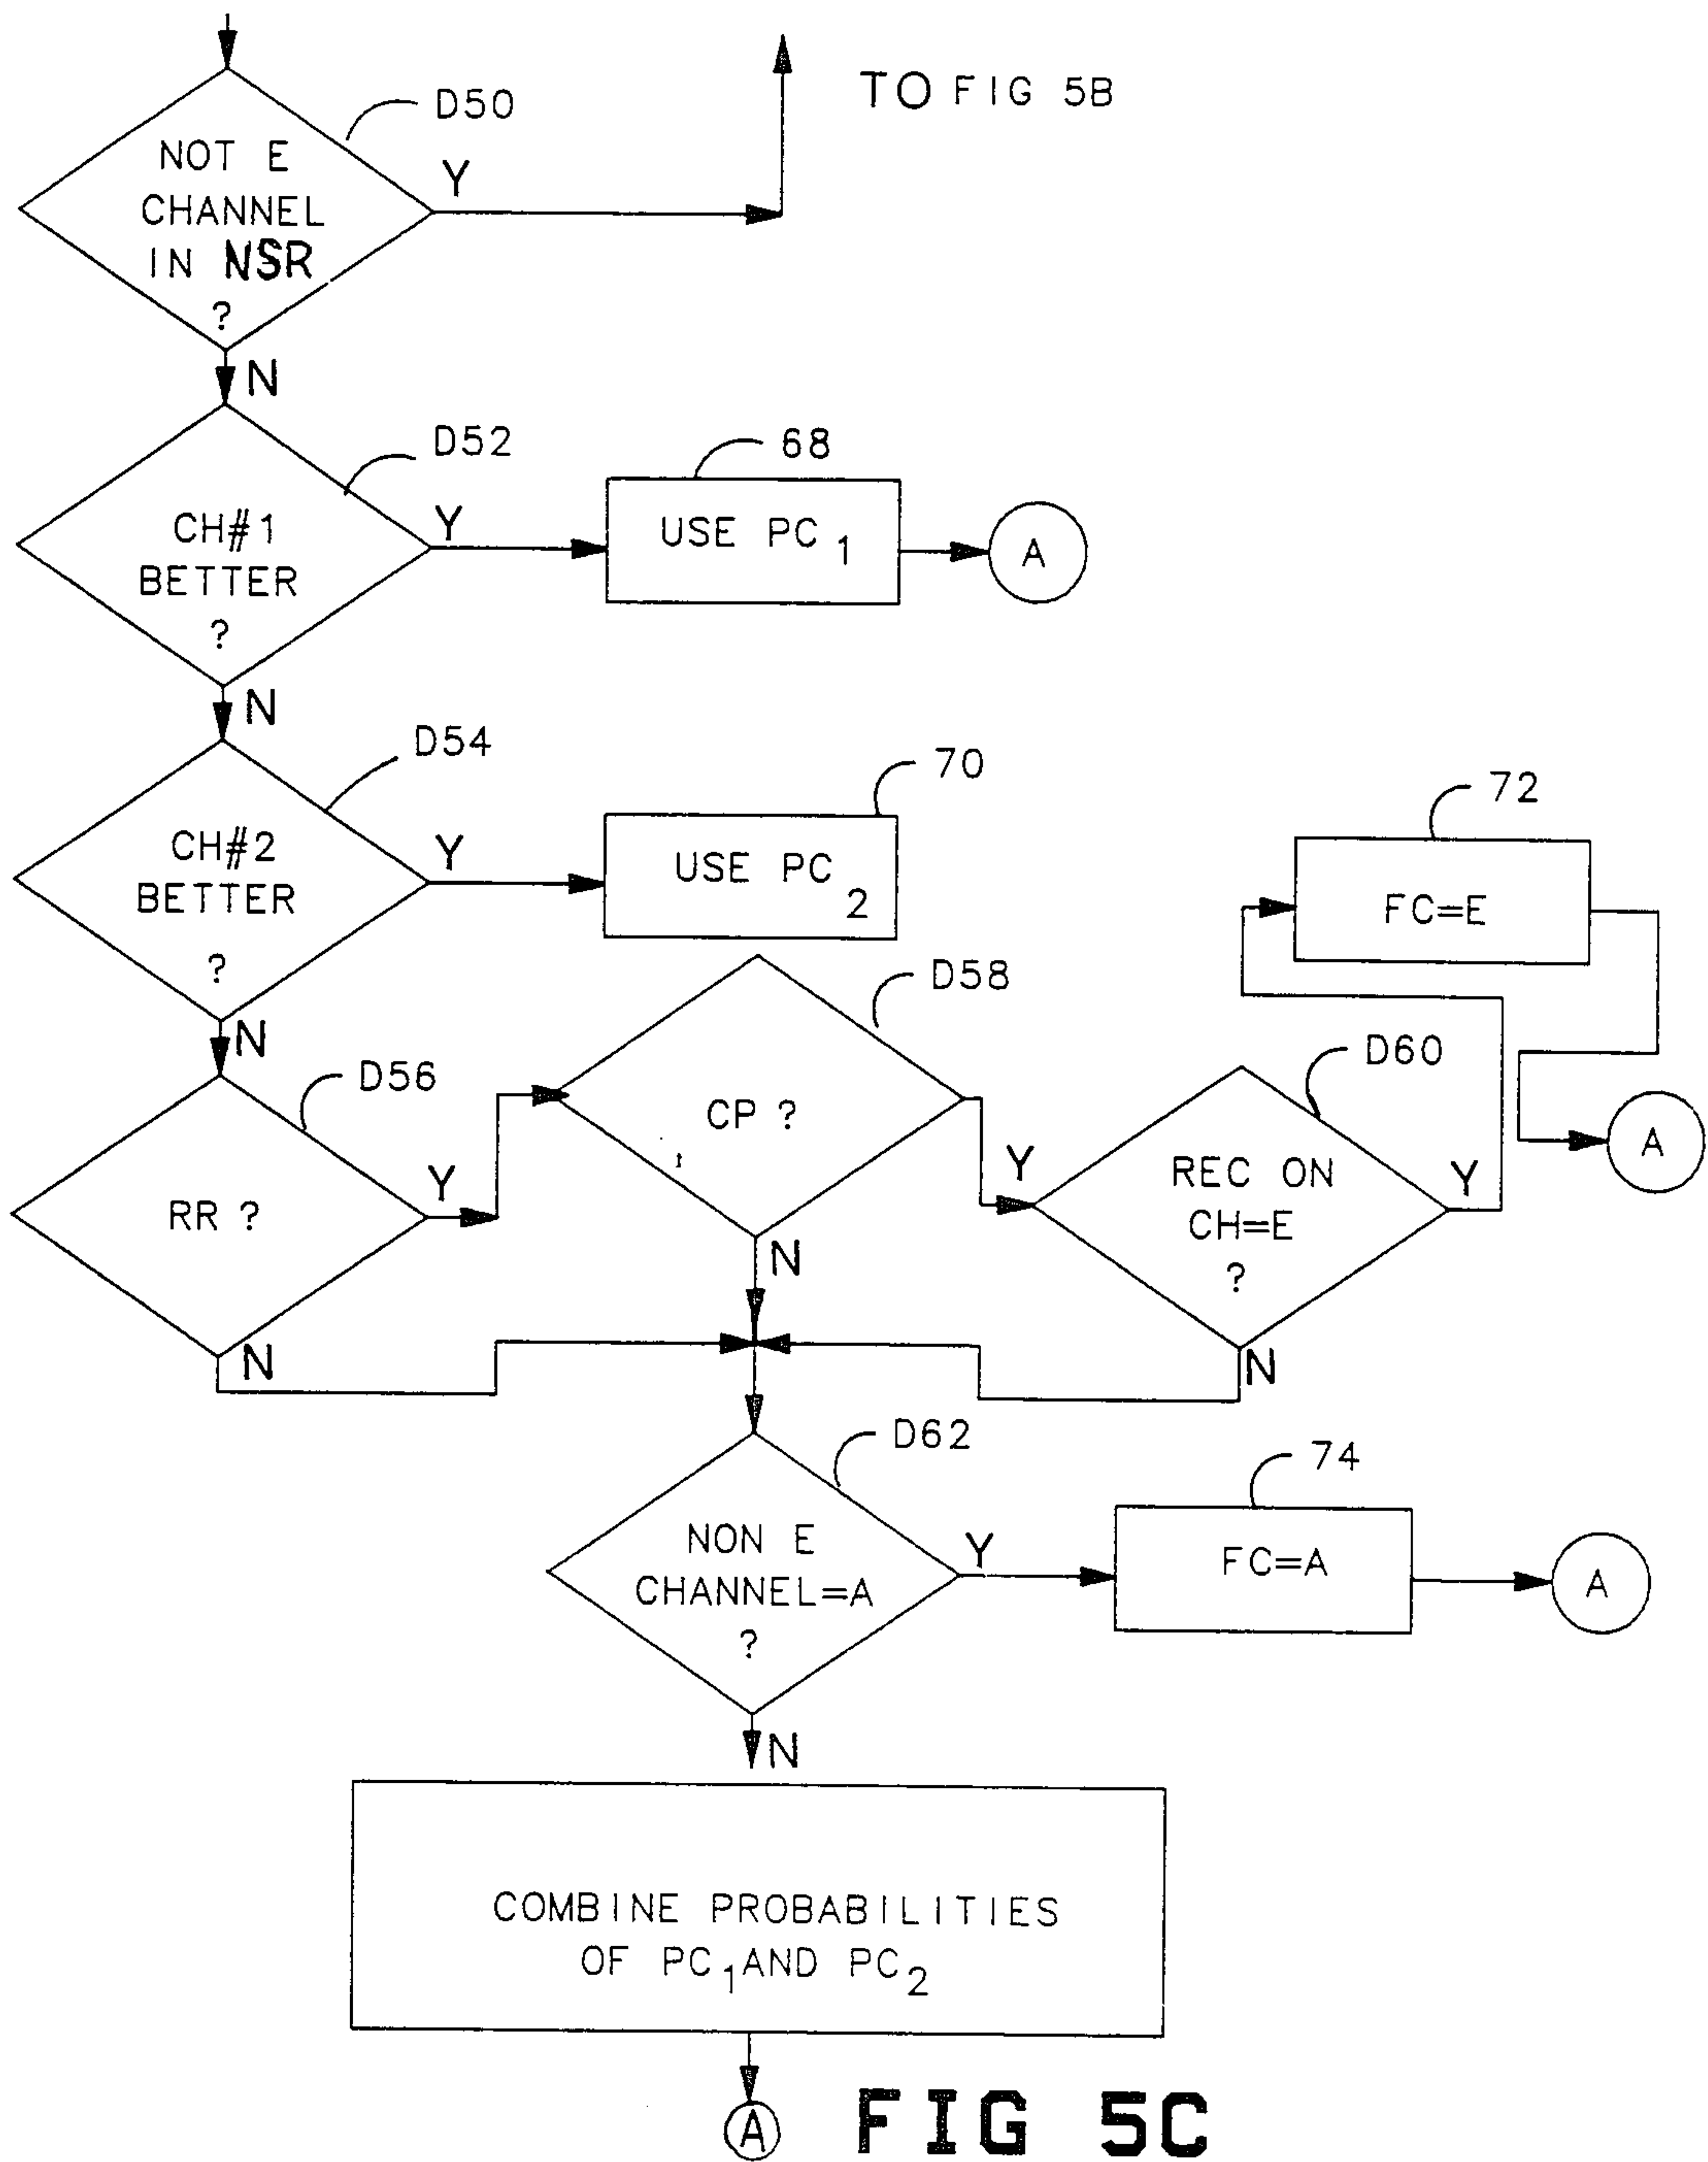 TO FIG 5B
D50
NOT E
CHANNEL
IN NSR
?
Y
N
D52
CH#1
BETTER
?
Y
68
USE PC 1
A
N
D54
CH#2
BETTER
?
Y
70
USE PC 2
N
D56
RR ?
Y
N
D58
CP ?
Y
N
D60
REC ON
CH=E
?
Y
N
72
FC=E
A
D62
NON E
CHANNEL=A
?
Y
74
FC=A
A
N
COMBINE PROBABILITIES
OF PC1 AND PC2
A
FIG 5C